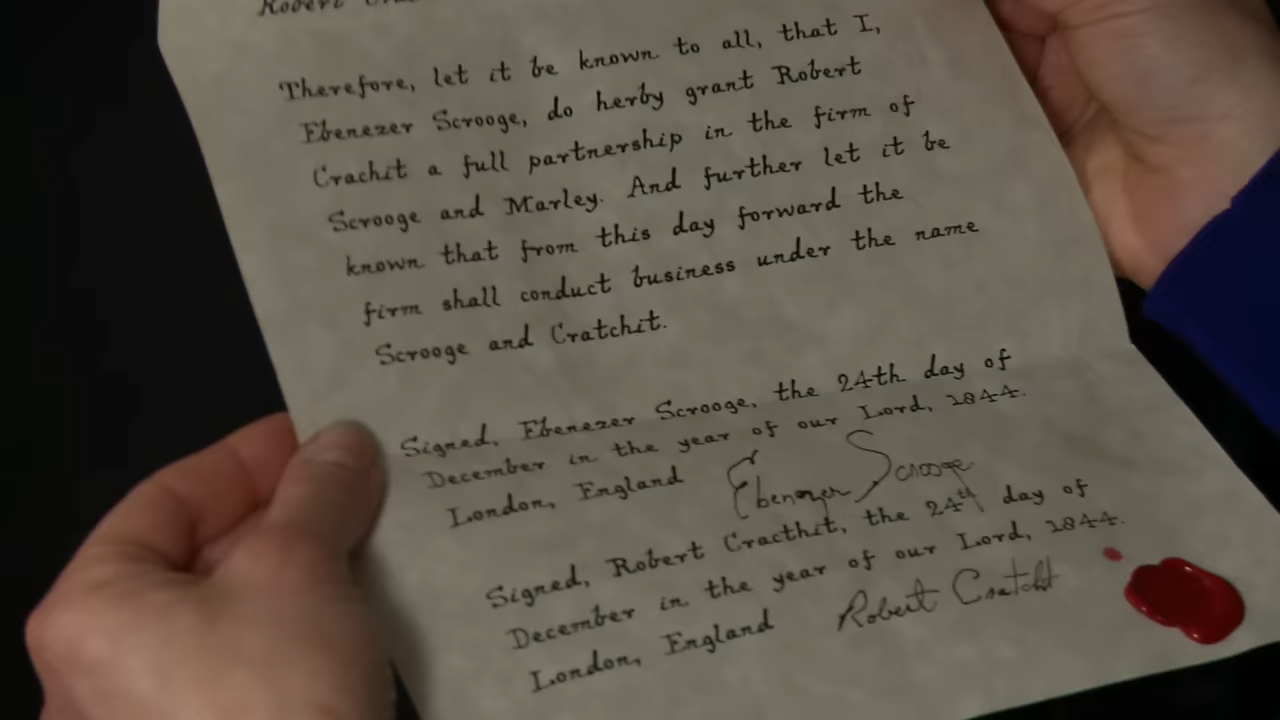 Robert
Therefore, let it be known to all, that I,
Ebenezer Scrooge, do herby grant Robert
Crachit a full partnership in the firm of
Scrooge and Marley. And further let it be
known that from this day forward the
firm shall conduct business under the name
Scrooge and Cratchit.
Signed, Ebenezer Scrooge, the 24th day of
December in the year of our Lord, 1844.
London, England Ebenezer Scrooge
Signed, Robert Cracthit, the 24th day of
December in the year of our Lord, 1844.
London, England Robert Cratchit